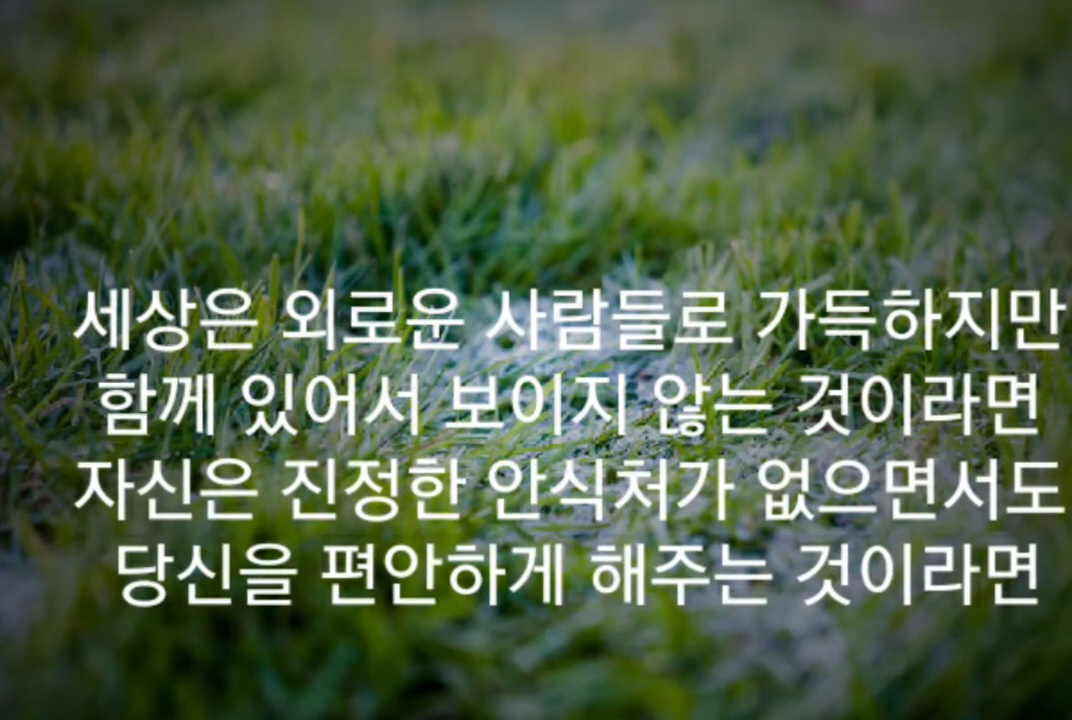 세상은 외로운 사람들로 가득하지만
함께 있어서 보이지 않는 것이라면
자신은 진정한 안식처가 없으면서도
당신을 편안하게 해주는 것이라면